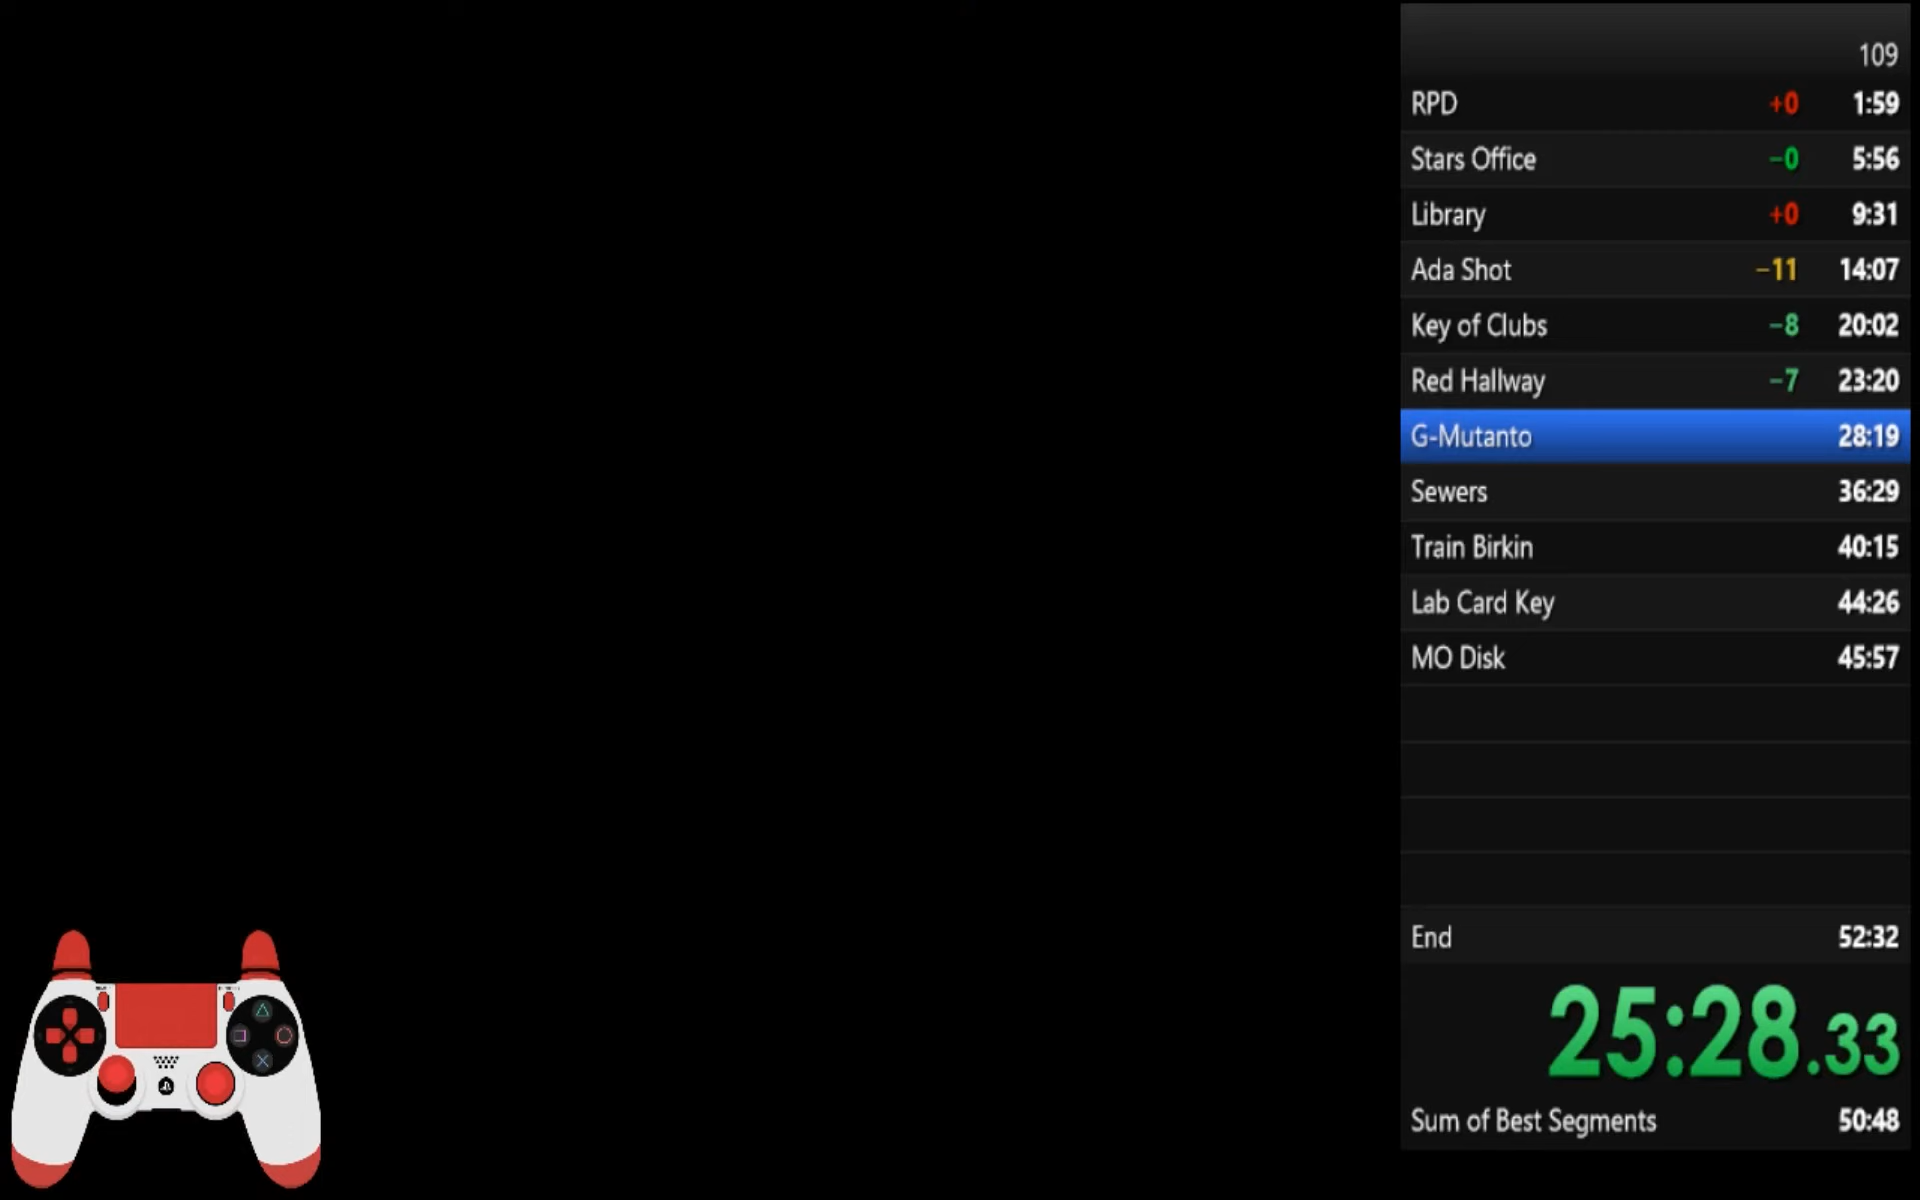 109
RPD +0 1:59
Stars Office -0 5:56
Library +0 9:31
Ada Shot -11 14:07
Key of Clubs -8 20:02
Red Hallway -7 23:20
G-Mutanto 28:19
Sewers 36:29
Train Birkin 40:15
Lab Card Key 44:26
MO Disk 45:57
End 52:32
25:28.33
Sum of Best Segments 50:48